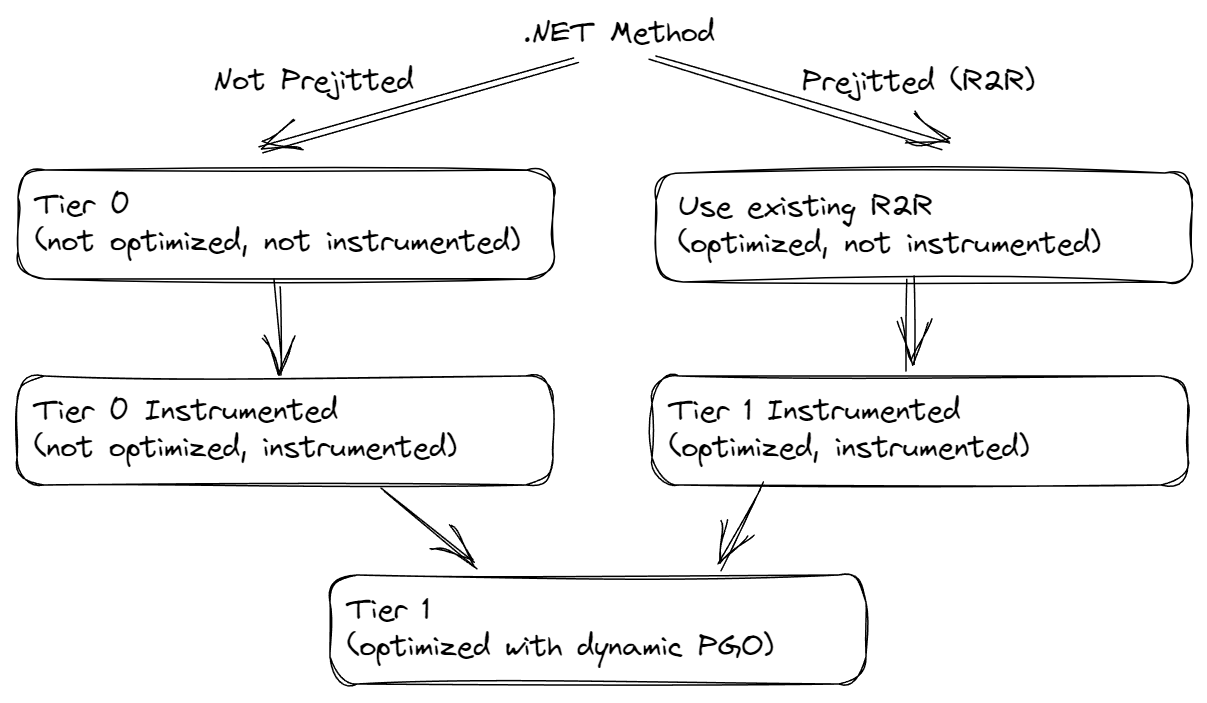 .NET Method
Not Prejitted
Prejitted (R2R)
Tier 0
(not optimized, not instrumented)
Use existing R2R
(optimized, not instrumented)
Tier 0 Instrumented
(not optimized, instrumented)
Tier 1 Instrumented
(optimized, instrumented)
Tier 1
(optimized with dynamic PGO)